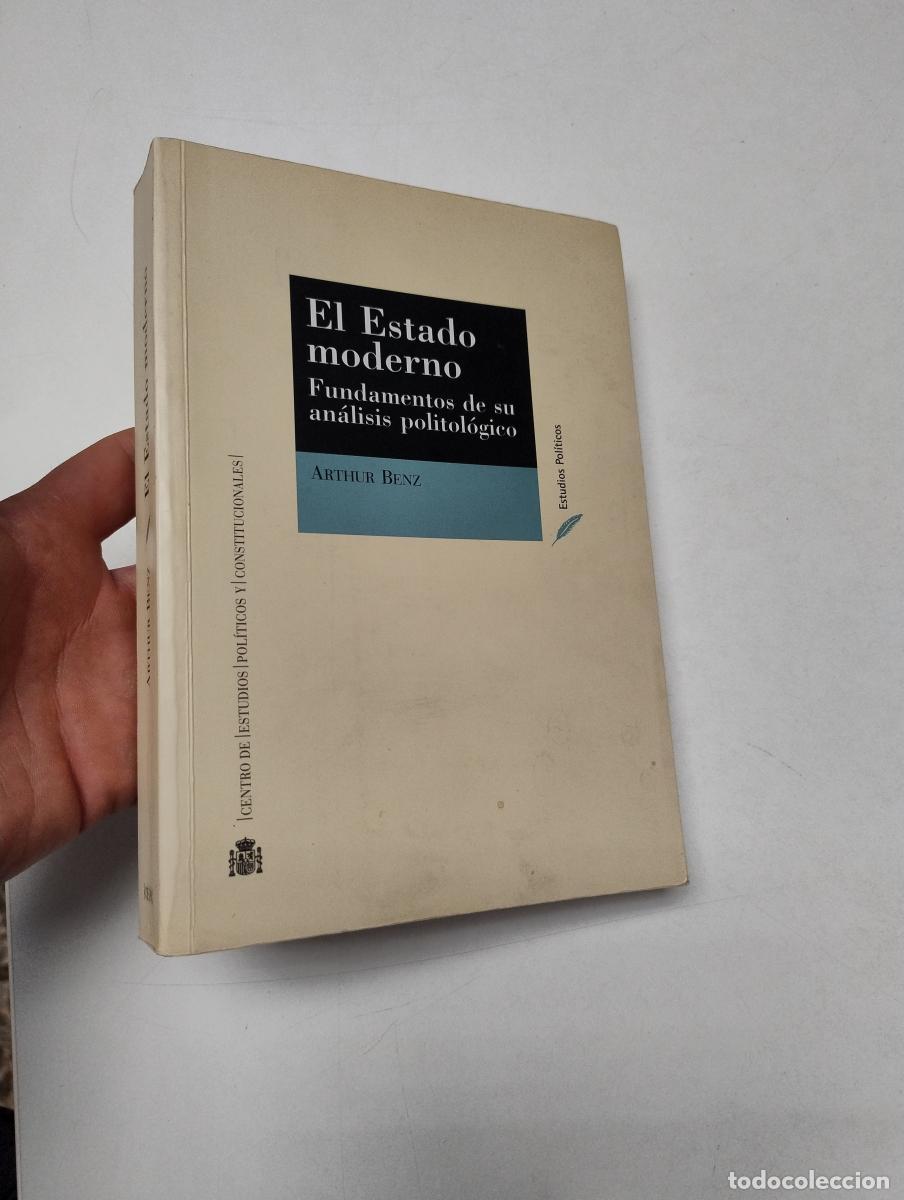 El Estado
moderno
Fundamentos de su
análisis politológico
ARTHUR BENZ
Estudios Políticos
|CENTRO DE|ESTUDIOS|POLÍTICOS Y|CONSTITUCIONALES|
ARTHUR BENZ / El Estado moderno
todocoleccion